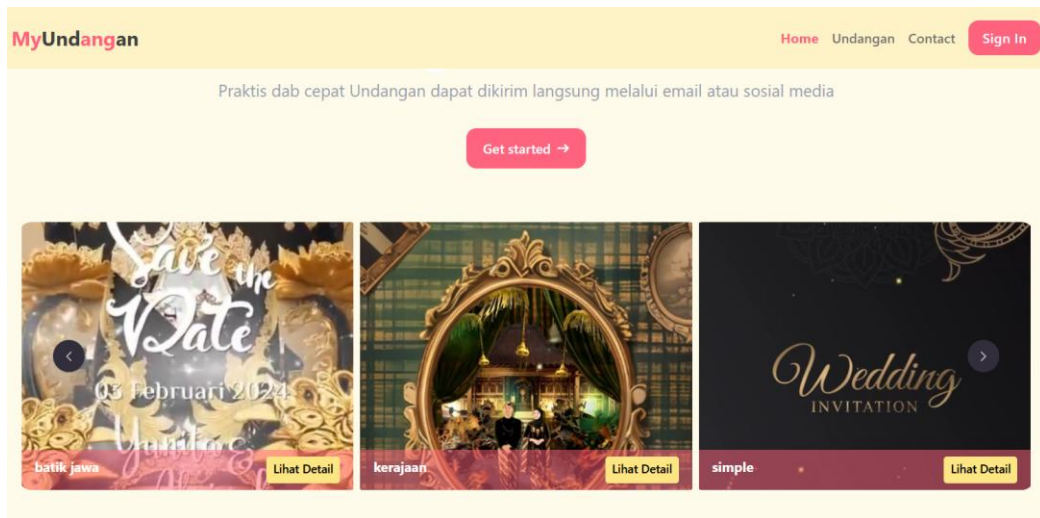 MyUndangan
Home Undangan Contact Sign In
Praktis dab cepat Undangan dapat dikirim langsung melalui email atau sosial media
Get started →
Save the
Date
03 Februari 2024
Yunita &
batik jawa
Lihat Detail
kerajaan
Lihat Detail
Wedding
INVITATION
simple
Lihat Detail